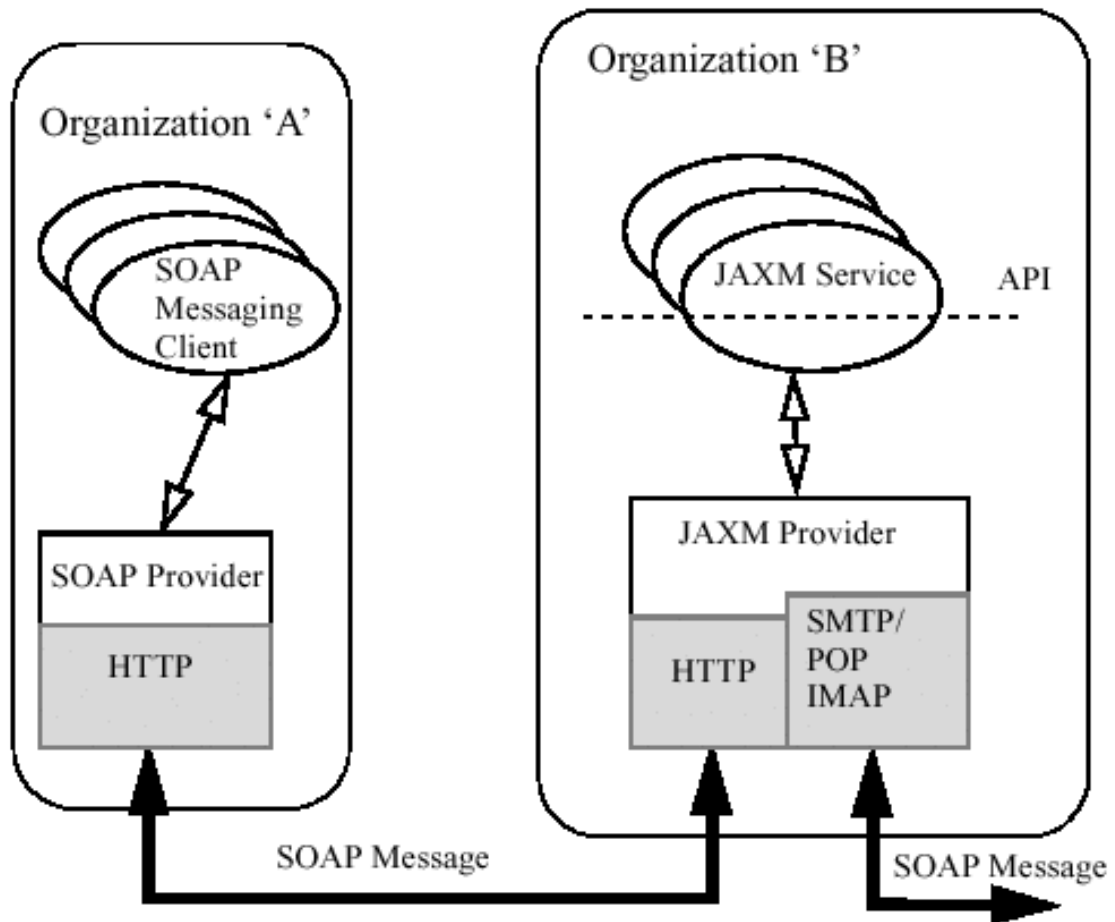 Organization ‘A’
SOAP
Messaging
Client
SOAP Provider
HTTP
Organization ‘B’
JAXM Service
API
JAXM Provider
HTTP
SMTP/
POP
IMAP
SOAP Message
SOAP Message